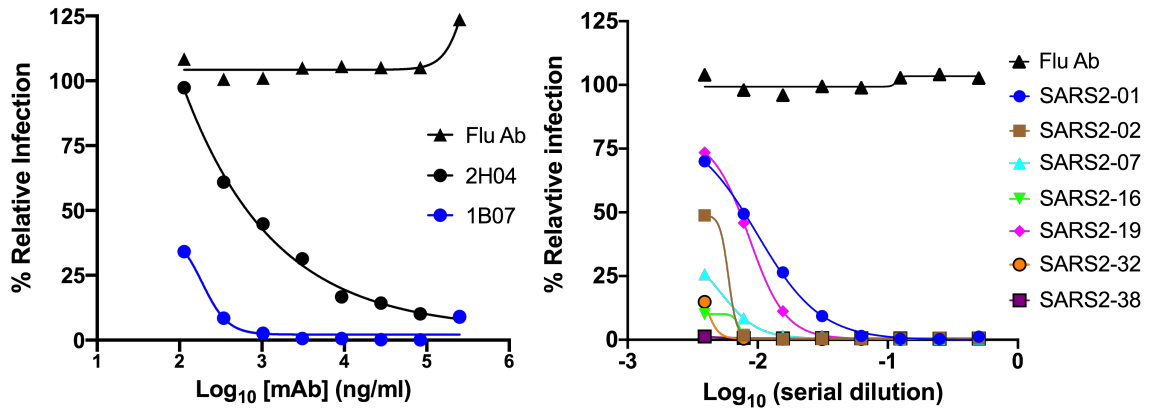 125
100
75
50
25
0
1 2 3 4 5 6
% Relative Infection
Log10 [mAb] (ng/ml)
Flu Ab
2H04
1B07
125
100
75
50
25
0
-3 -2 -1 0
% Relavtive infection
Log10 (serial dilution)
Flu Ab
SARS2-01
SARS2-02
SARS2-07
SARS2-16
SARS2-19
SARS2-32
SARS2-38